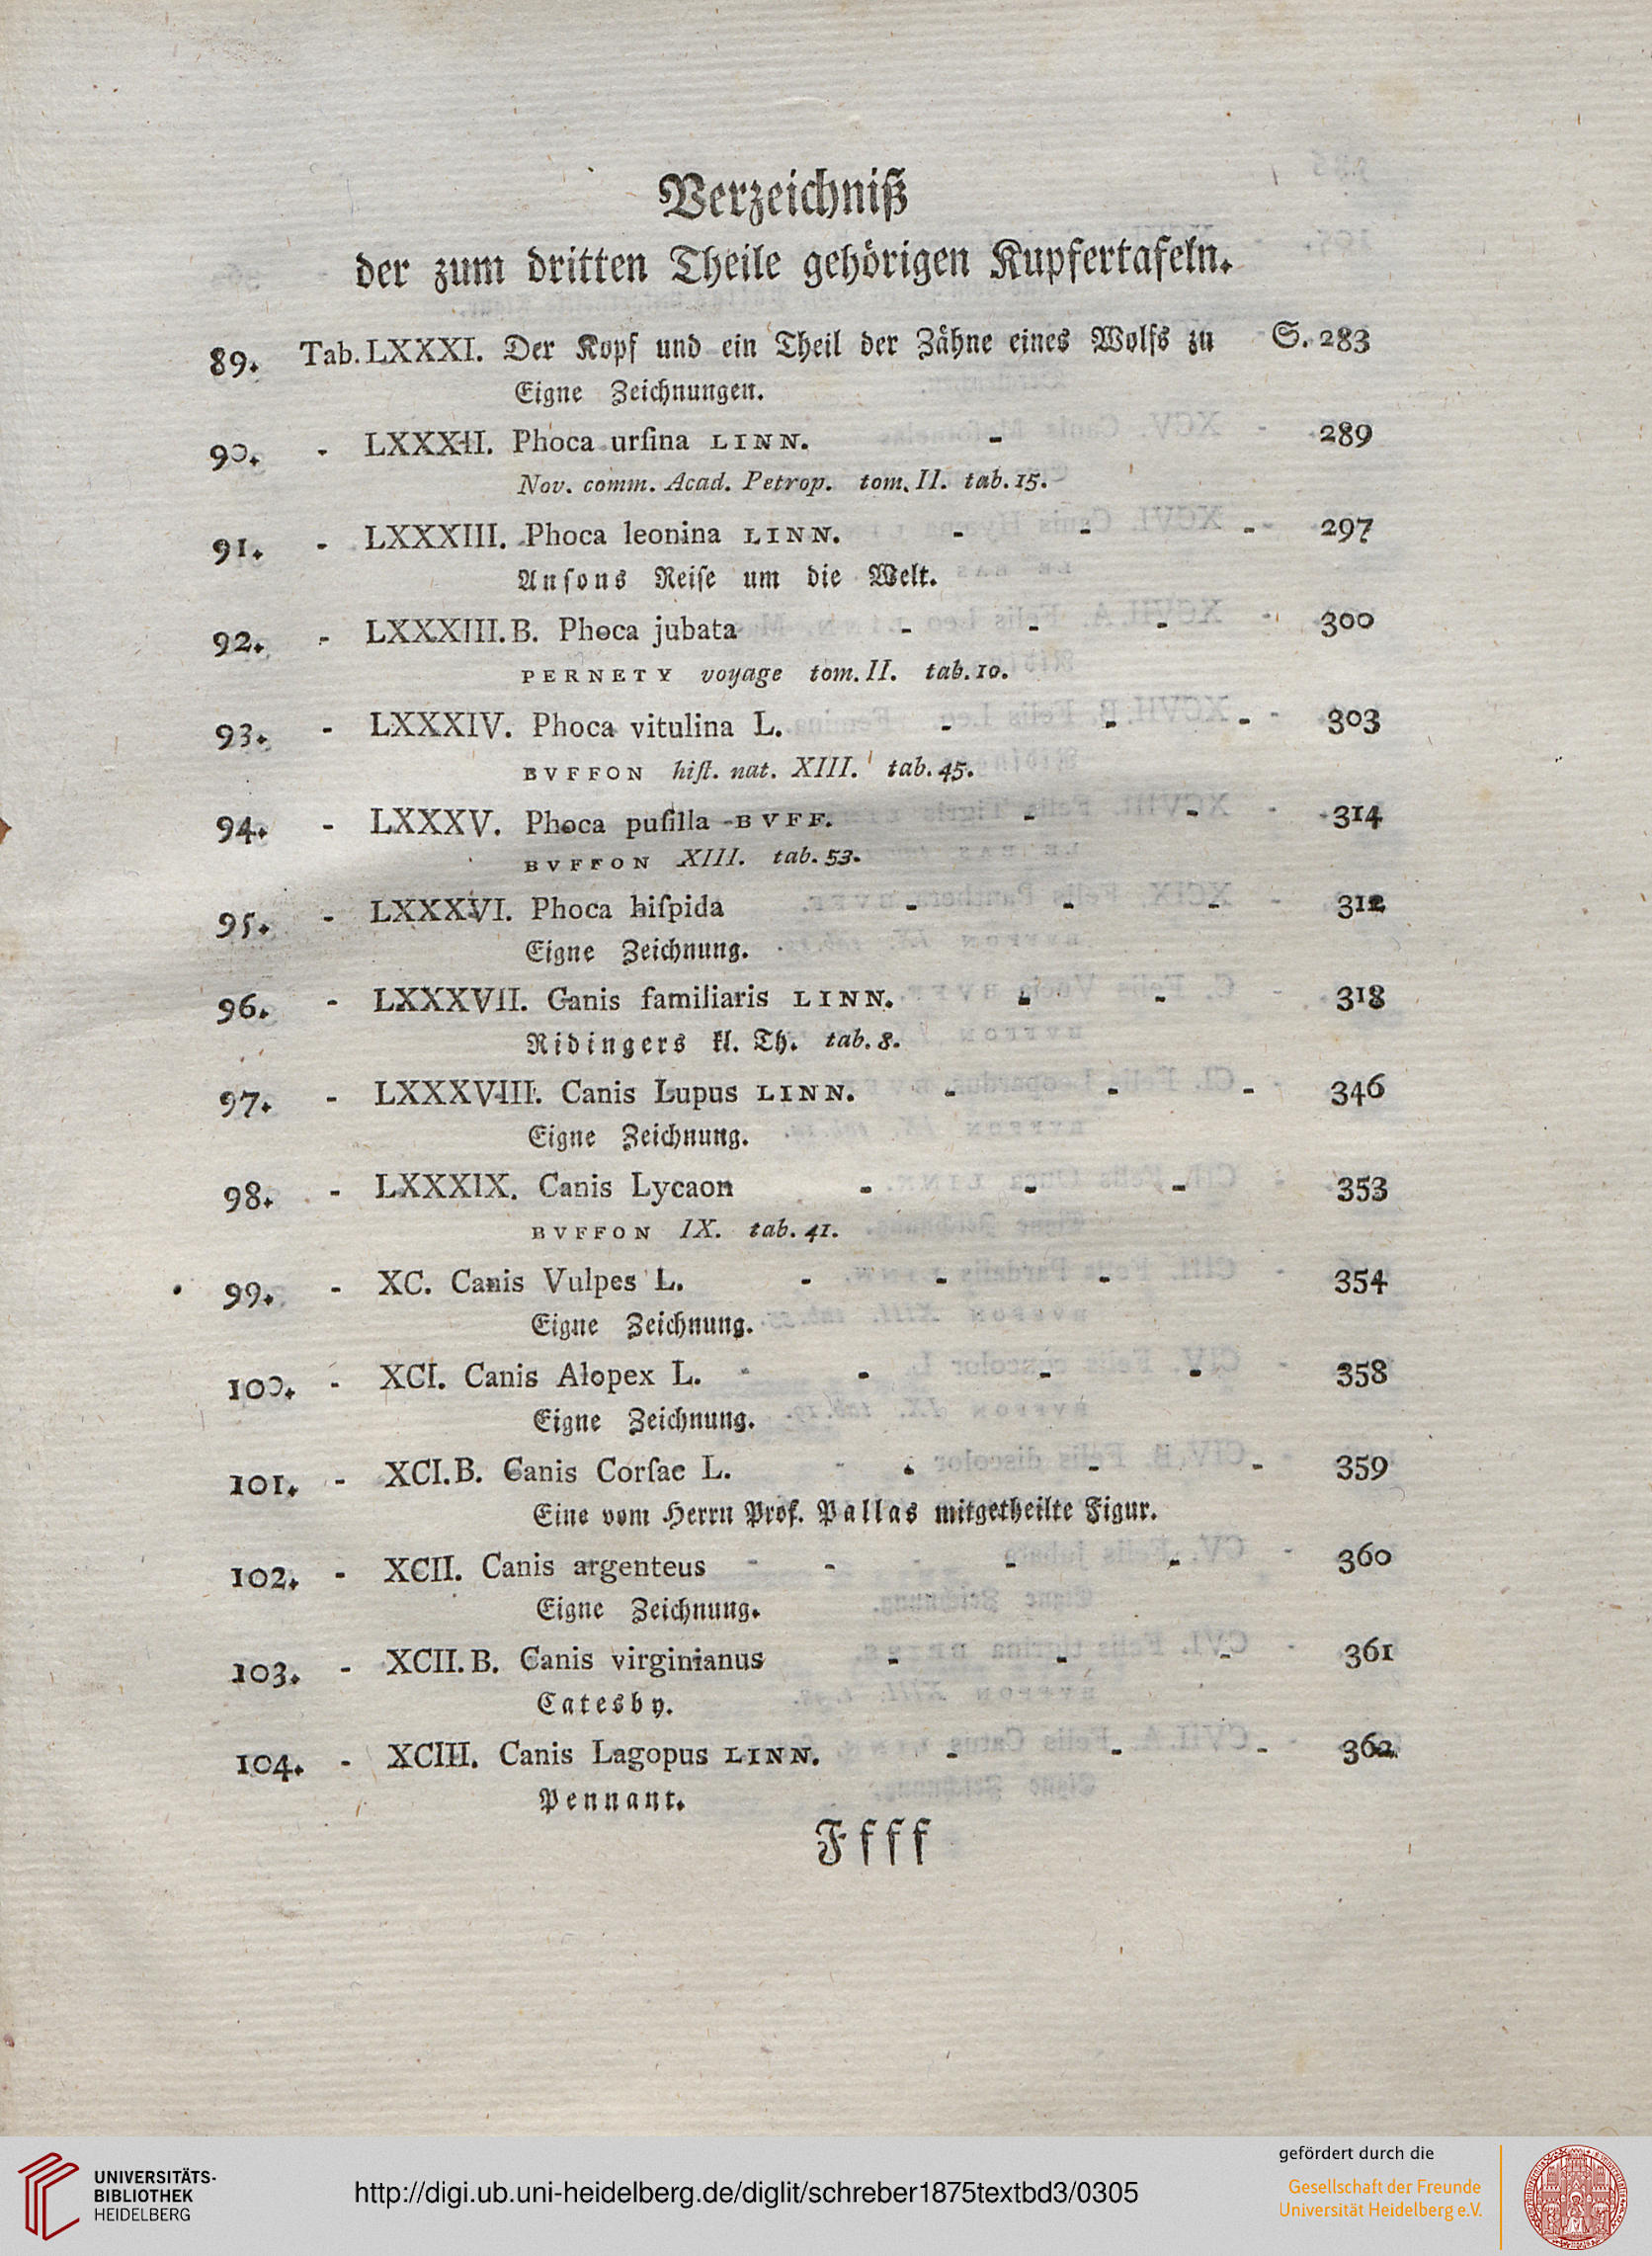 Verzeichniß
der zum dritten Theile gehörigen Kupfertafeln.
89. Tab. LXXXI. Der Kopf und ein Theil der Zähne eines Wolfs zu S. 283
Eigne Zeichnungen.
90. - LXXXII. Phoca urſina LINN. - 289
Nov. comm. Acad. Petrop. tom. II. tab. 15.
91. - LXXXIII. Phoca leonina LINN. - - - 297
Anſons Reiſe um die Welt.
92. - LXXXIII. B. Phoca jubata - - - 300
PERNETY voyage tom. II. tab. 10.
93. - LXXXIV. Phoca vitulina L. - - - 303
BVFFON hiſt. nat. XIII. tab. 45.
94. - LXXXV. Phoca puſilla BVFF. - - 314
BVFFON XIII. tab. 53.
95. - LXXXVI. Phoca hiſpida - - - 312
Eigne Zeichnung.
96. - LXXXVII. Canis familiaris LINN. - - 318
Ridingers kl. Th. tab. 8.
97. - LXXXVIII. Canis Lupus LINN. - - - 346
Eigne Zeichnung.
98. - LXXXIX. Canis Lycaon - - - 353
BVFFON IX. tab. 41.
99. - XC. Canis Vulpes L. - - - 354
Eigne Zeichnung.
100. - XCI. Canis Alopex L. - - - 358
Eigne Zeichnung.
101. - XCI. B. Canis Corſac L. - - - 359
Eine vom Herrn Prof. Pallas mitgetheilte Figur.
102. - XCII. Canis argenteus - - - 360
Eigne Zeichnung.
103. - XCII. B. Canis virginianus - - - 361
Catesby.
104. - XCIII. Canis Lagopus LINN. - - - 362
Pennant.
Ffff
UNIVERSITÄTS-
BIBLIOTHEK
HEIDELBERG
http://digi.ub.uni-heidelberg.de/diglit/schreber1875textbd3/0305
gefördert durch die
Gesellschaft der Freunde
Universität Heidelberg e.V.